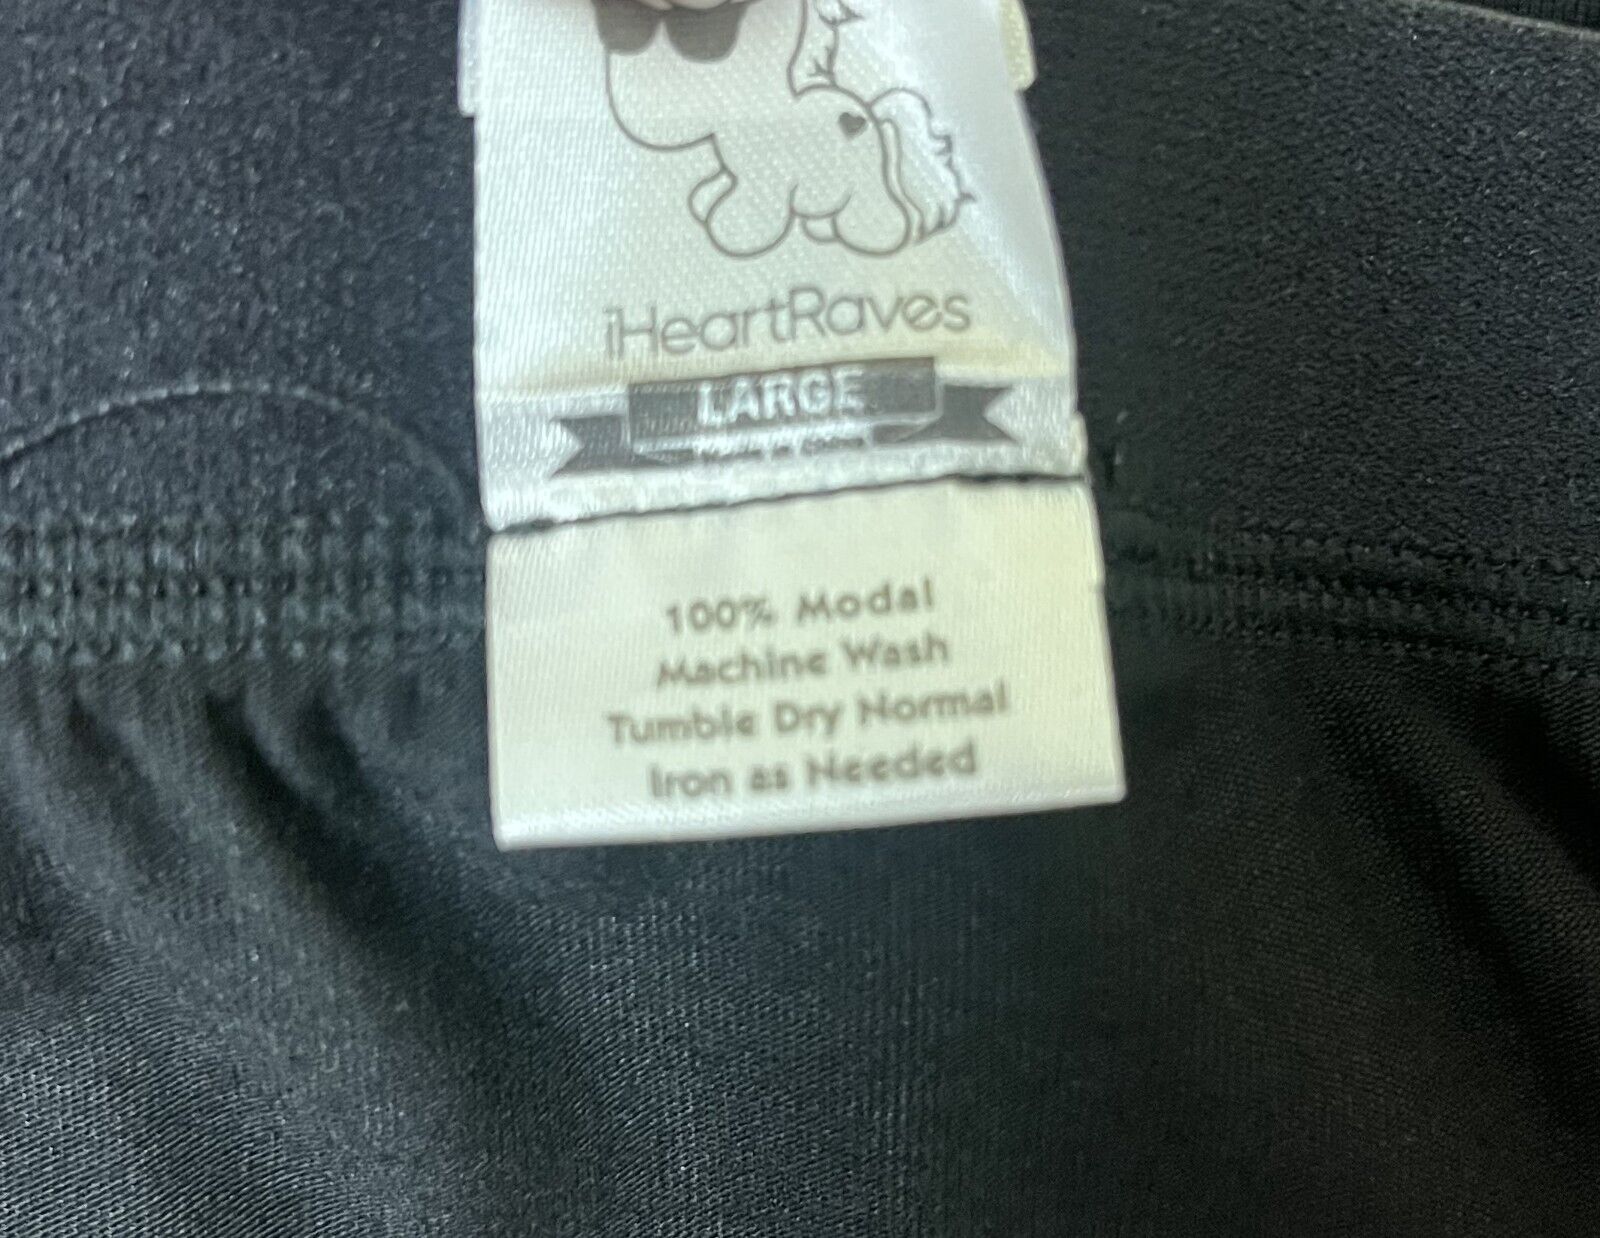 iHeartRaves
LARGE
100% Modal
Machine Wash
Tumble Dry Normal
Iron as Needed